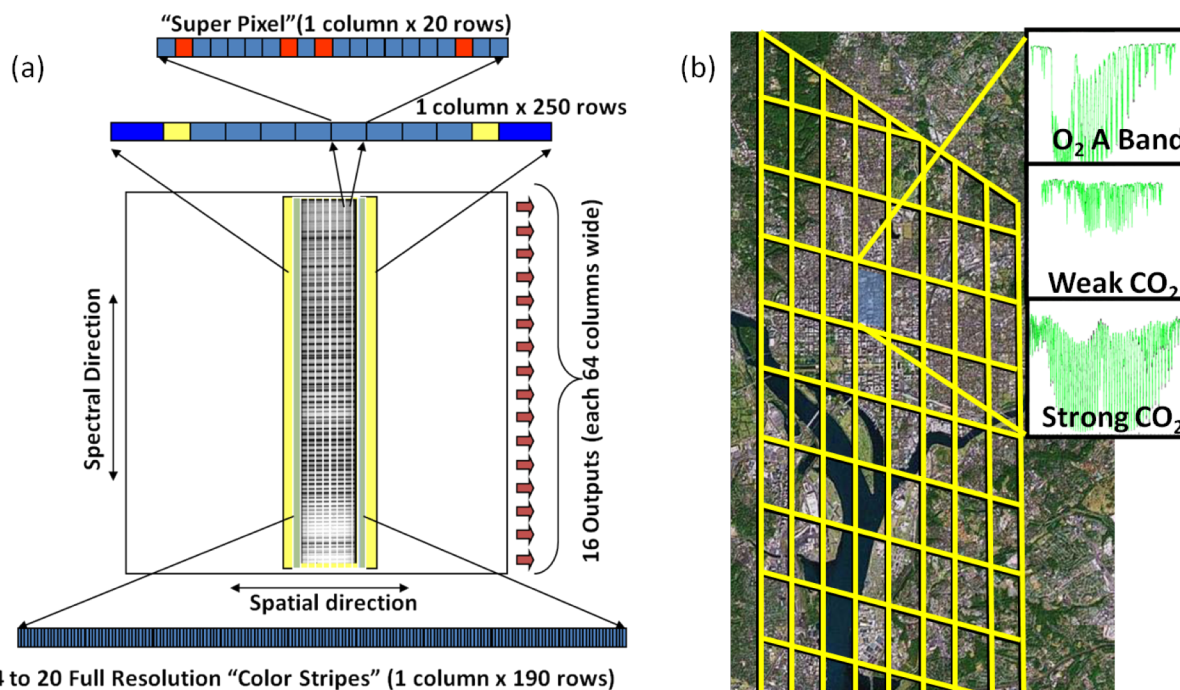 (a)
“Super Pixel”(1 column x 20 rows)
1 column x 250 rows
Spectral Direction
16 Outputs (each 64 columns wide)
Spatial direction
4 to 20 Full Resolution “Color Stripes” (1 column x 190 rows)
(b)
O₂ A Band
Weak CO₂
Strong CO₂